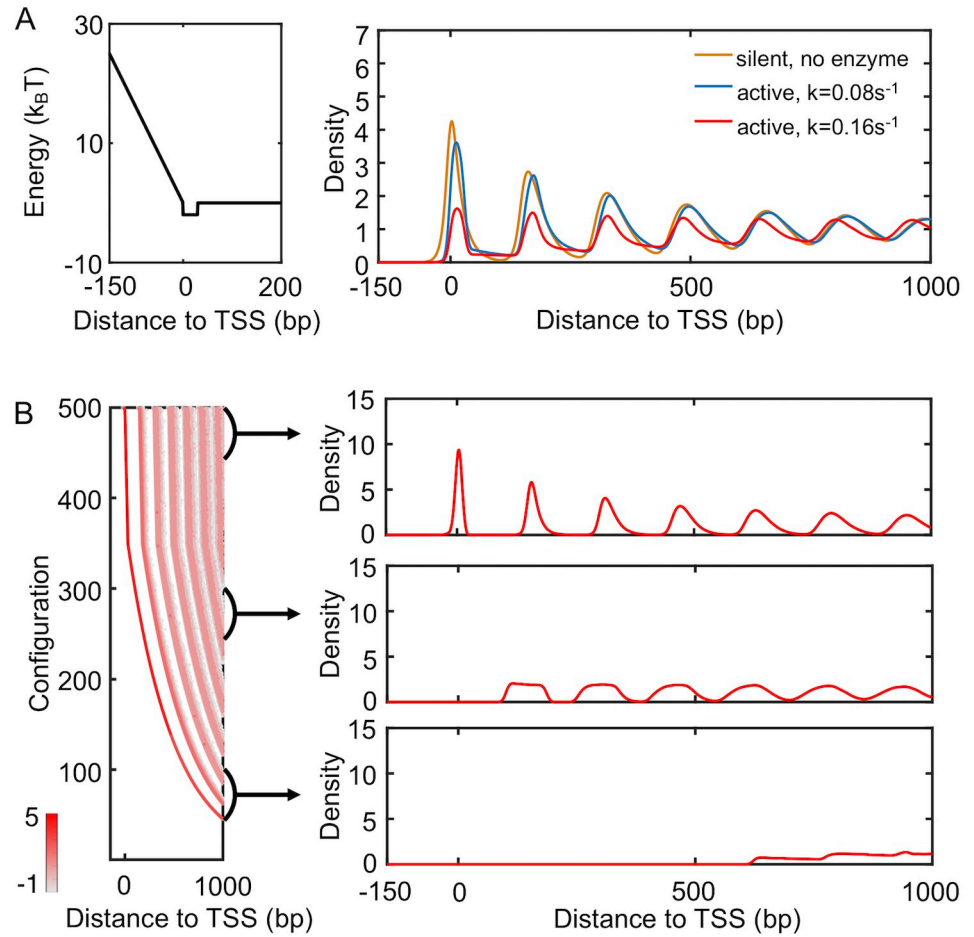 A
Energy (kBT)
30
10
-10
-150
0
200
Distance to TSS (bp)
Density
7
6
5
4
3
2
1
0
silent, no enzyme
active, k=0.08s⁻¹
active, k=0.16s⁻¹
-150
0
500
1000
Distance to TSS (bp)
B
Configuration
500
400
300
200
100
5
-1
0
1000
Distance to TSS (bp)
Density
15
10
5
0
Density
15
10
5
0
Density
15
10
5
0
-150
0
500
1000
Distance to TSS (bp)